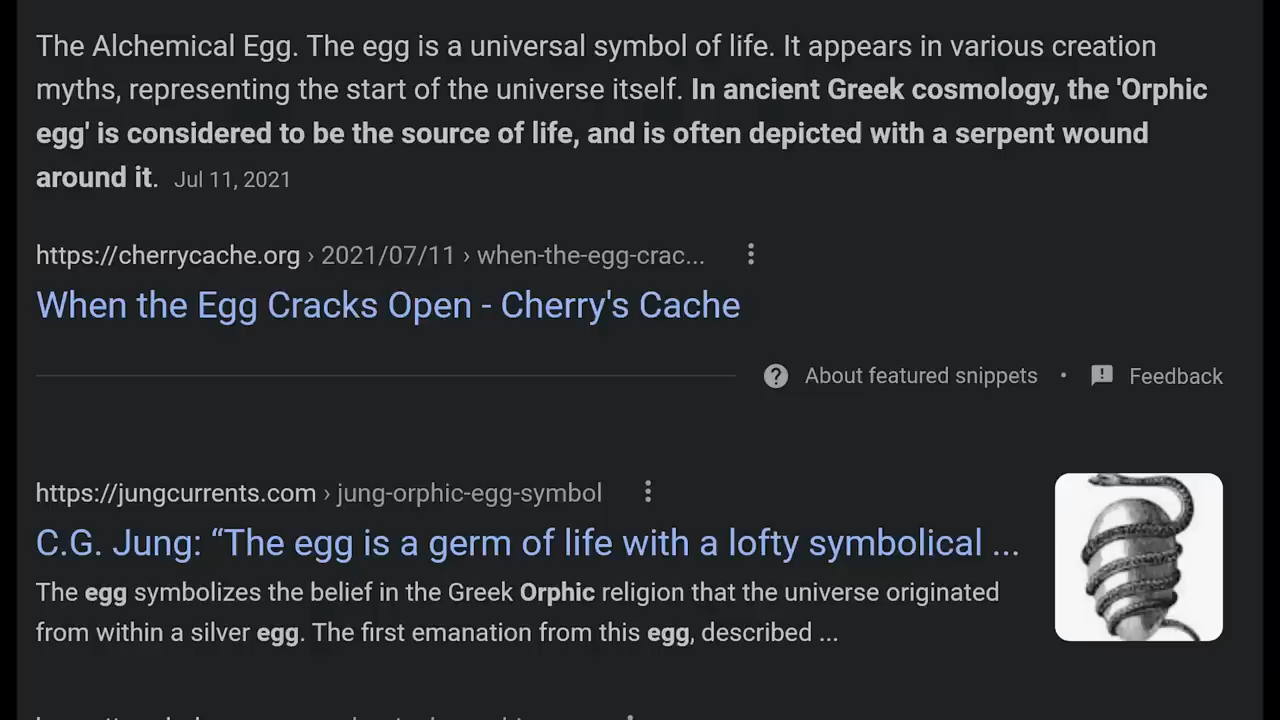 The Alchemical Egg. The egg is a universal symbol of life. It appears in various creation
myths, representing the start of the universe itself. In ancient Greek cosmology, the 'Orphic
egg' is considered to be the source of life, and is often depicted with a serpent wound
around it. Jul 11, 2021
https://cherrycache.org › 2021/07/11 › when-the-egg-crac...
When the Egg Cracks Open - Cherry's Cache
About featured snippets • Feedback
https://jungcurrents.com › jung-orphic-egg-symbol
C.G. Jung: “The egg is a germ of life with a lofty symbolical ...
The egg symbolizes the belief in the Greek Orphic religion that the universe originated
from within a silver egg. The first emanation from this egg, described ...